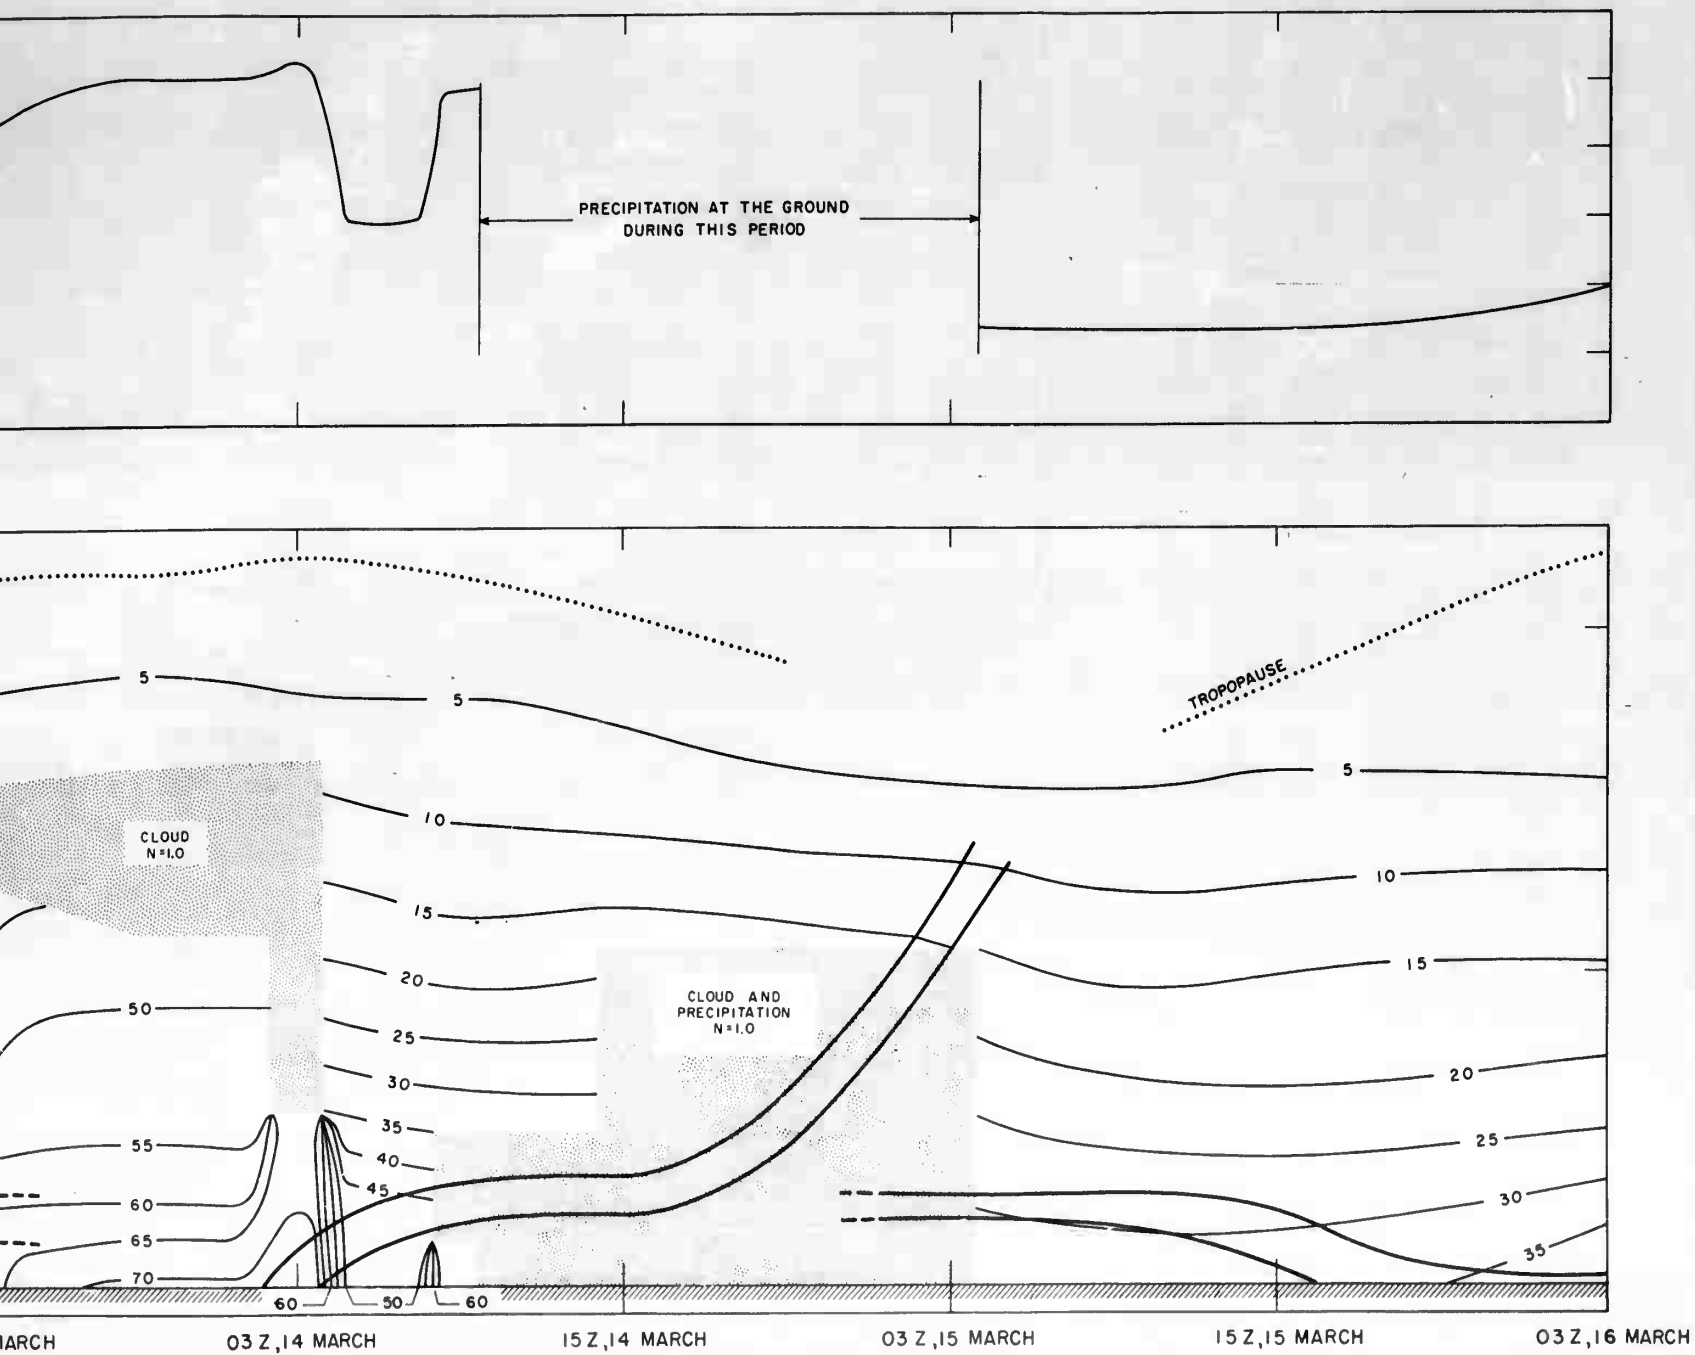 PRECIPITATION AT THE GROUND
DURING THIS PERIOD
TROPOPAUSE
5
5
5
CLOUD
N=1.0
10
10
15
15
20
CLOUD AND
PRECIPITATION
N=1.0
50
25
30
20
35
25
55
40
45
30
60
65
35
70
60
50
60
MARCH
03 Z, 14 MARCH
15 Z, 14 MARCH
03 Z, 15 MARCH
15 Z, 15 MARCH
03 Z, 16 MARCH